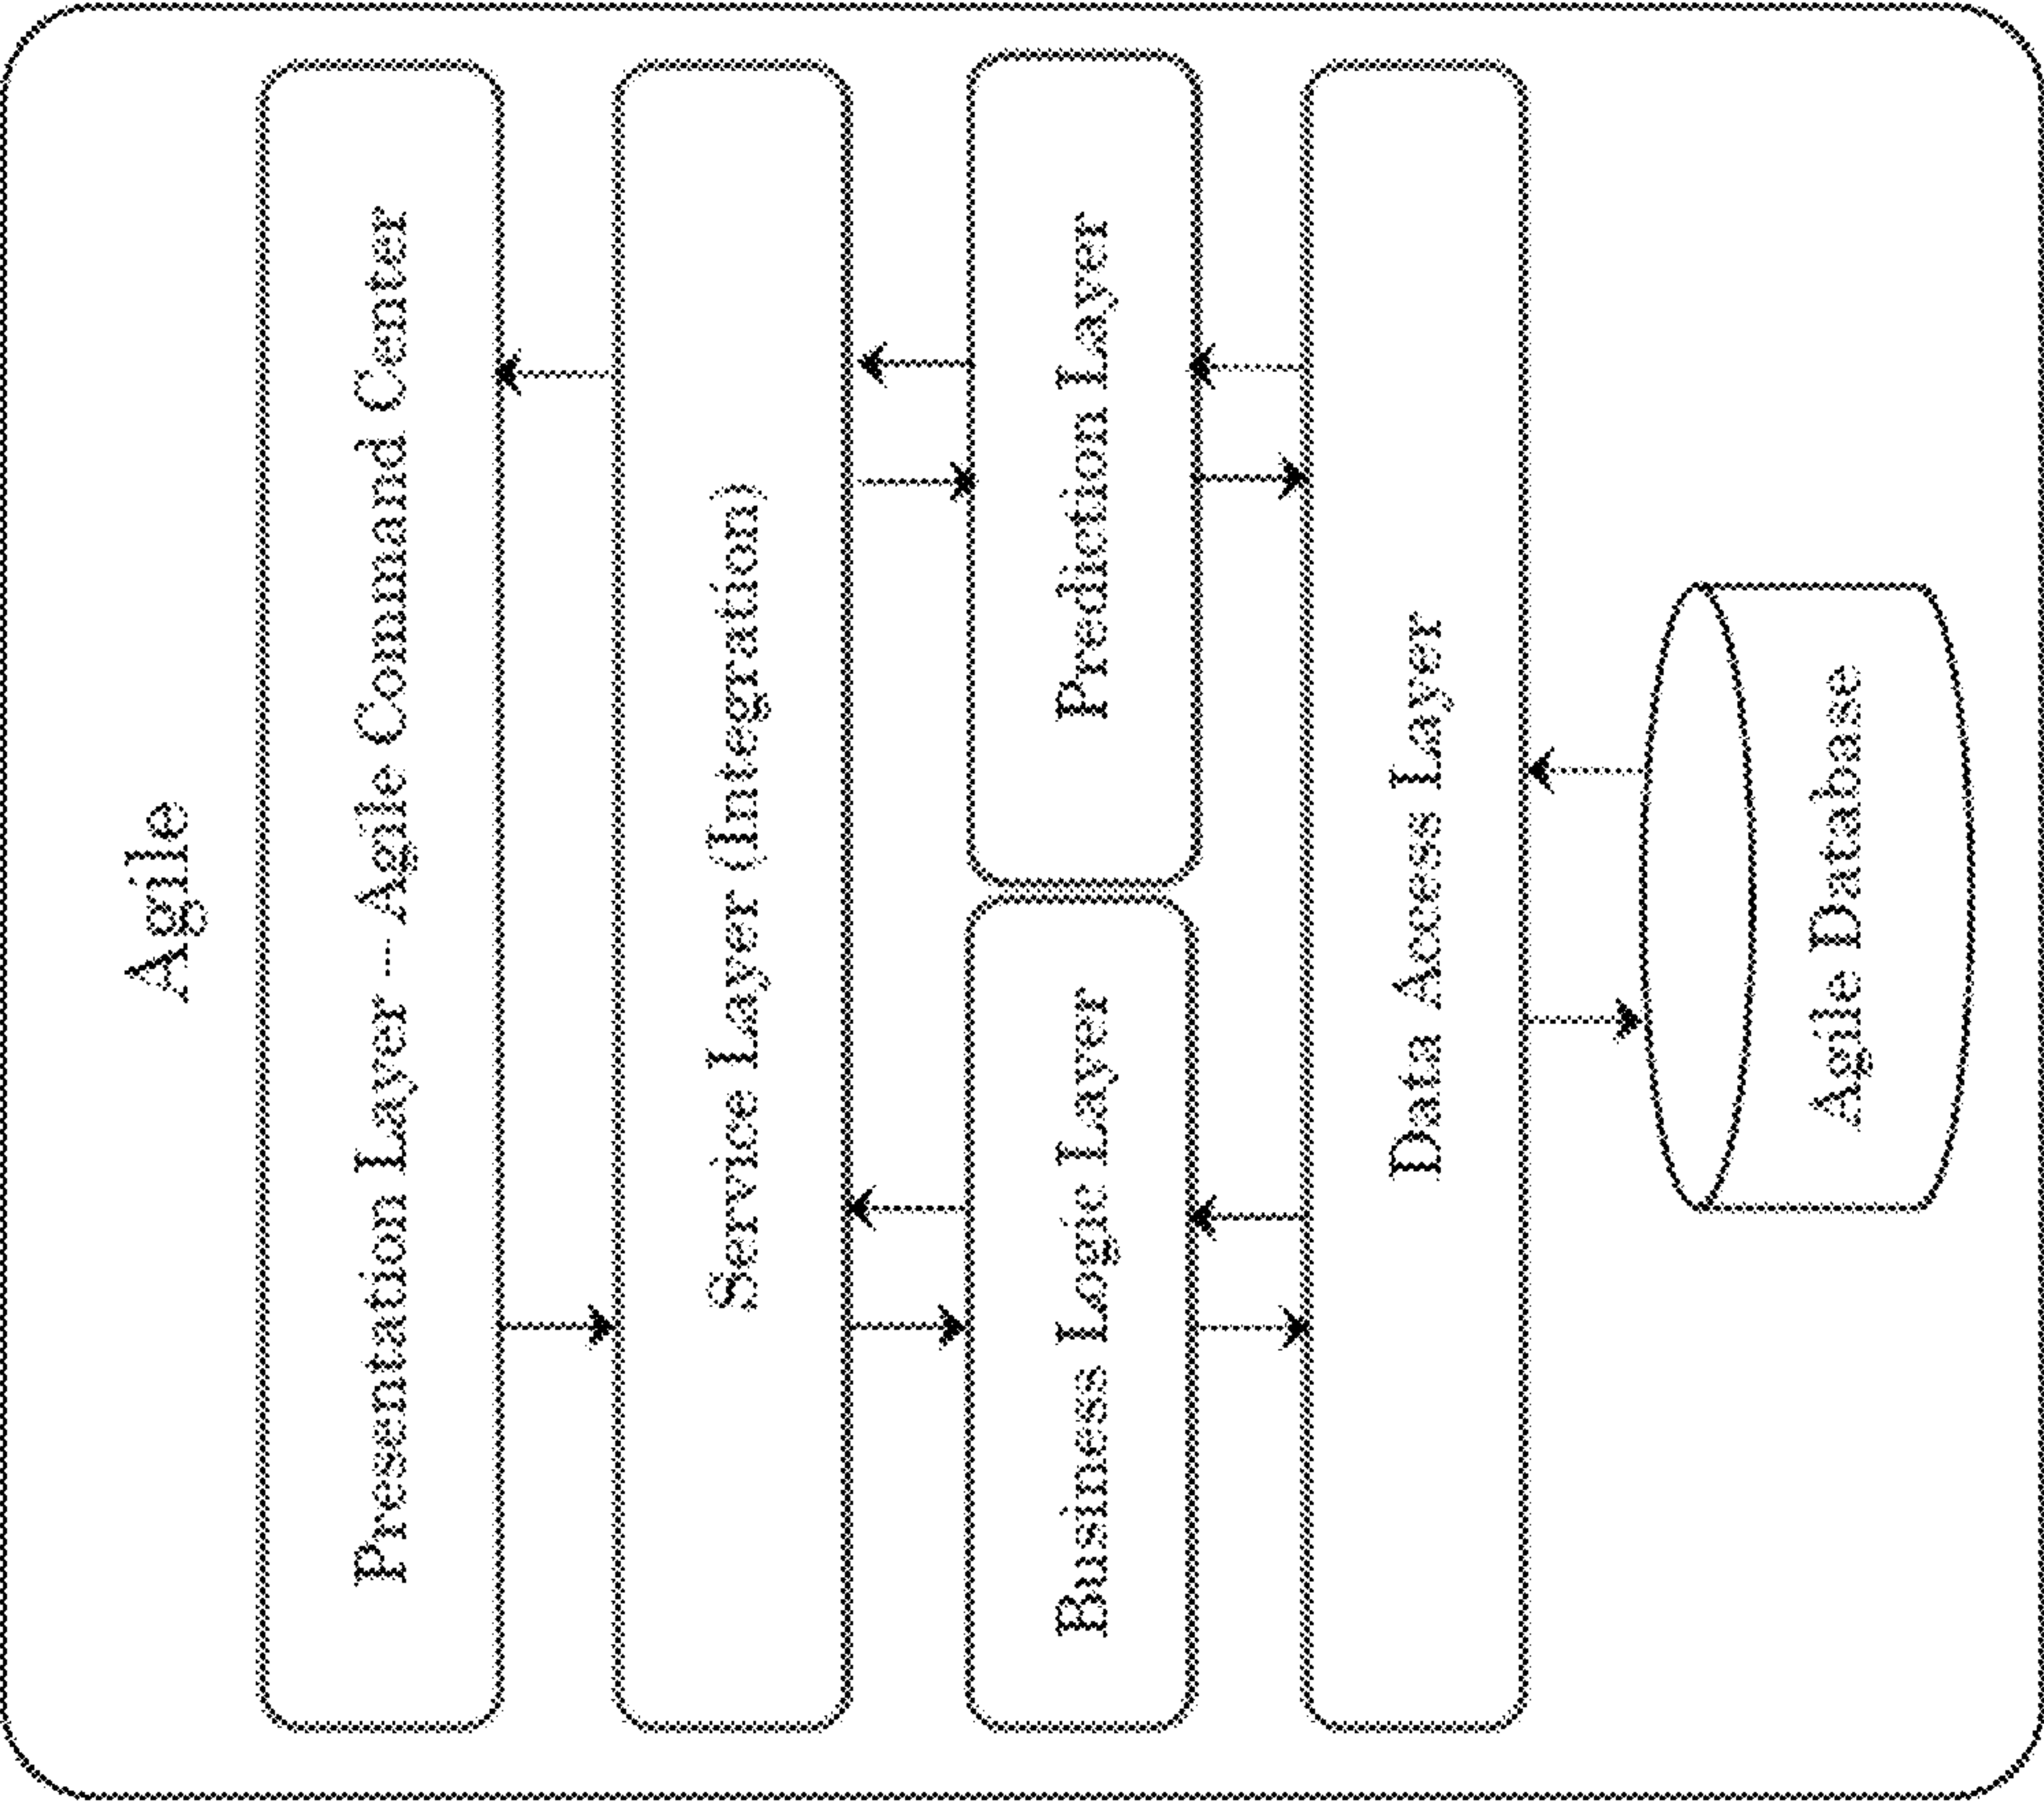 Agile
Presentation Layer — Agile Command Center
Service Layer (Integration)
Business Logic Layer
Prediction Layer
Data Access Layer
Agile Database